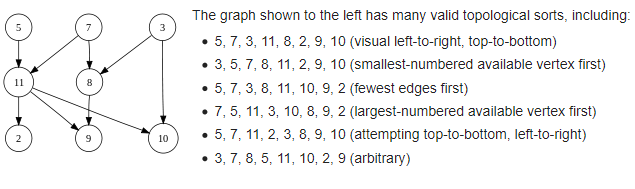 5 7 3
The graph shown to the left has many valid topological sorts, including:
• 5, 7, 3, 11, 8, 2, 9, 10 (visual left-to-right, top-to-bottom)
• 3, 5, 7, 8, 11, 2, 9, 10 (smallest-numbered available vertex first)
11 8
• 5, 7, 3, 8, 11, 10, 9, 2 (fewest edges first)
• 7, 5, 11, 3, 10, 8, 9, 2 (largest-numbered available vertex first)
2 9 10
• 5, 7, 11, 2, 3, 8, 9, 10 (attempting top-to-bottom, left-to-right)
• 3, 7, 8, 5, 11, 10, 2, 9 (arbitrary)